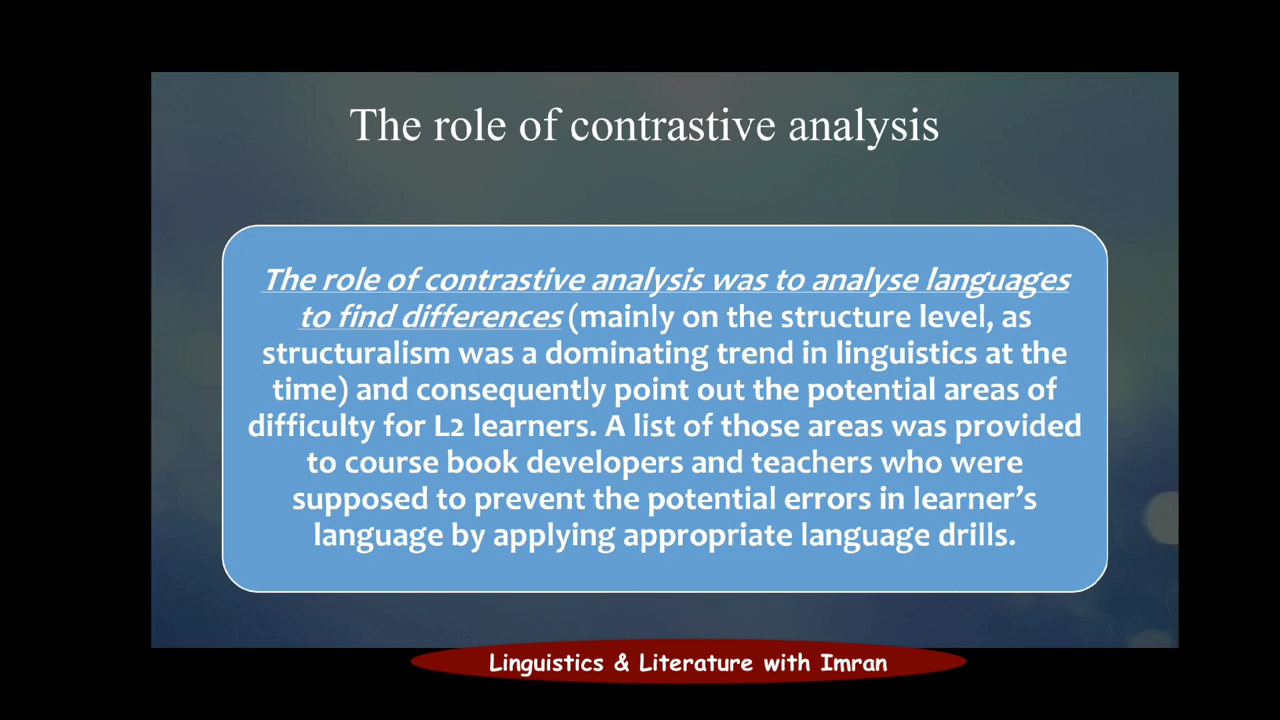 The role of contrastive analysis
The role of contrastive analysis was to analyse languages
to find differences (mainly on the structure level, as
structuralism was a dominating trend in linguistics at the
time) and consequently point out the potential areas of
difficulty for L2 learners. A list of those areas was provided
to course book developers and teachers who were
supposed to prevent the potential errors in learner’s
language by applying appropriate language drills.
Linguistics & Literature with Imran